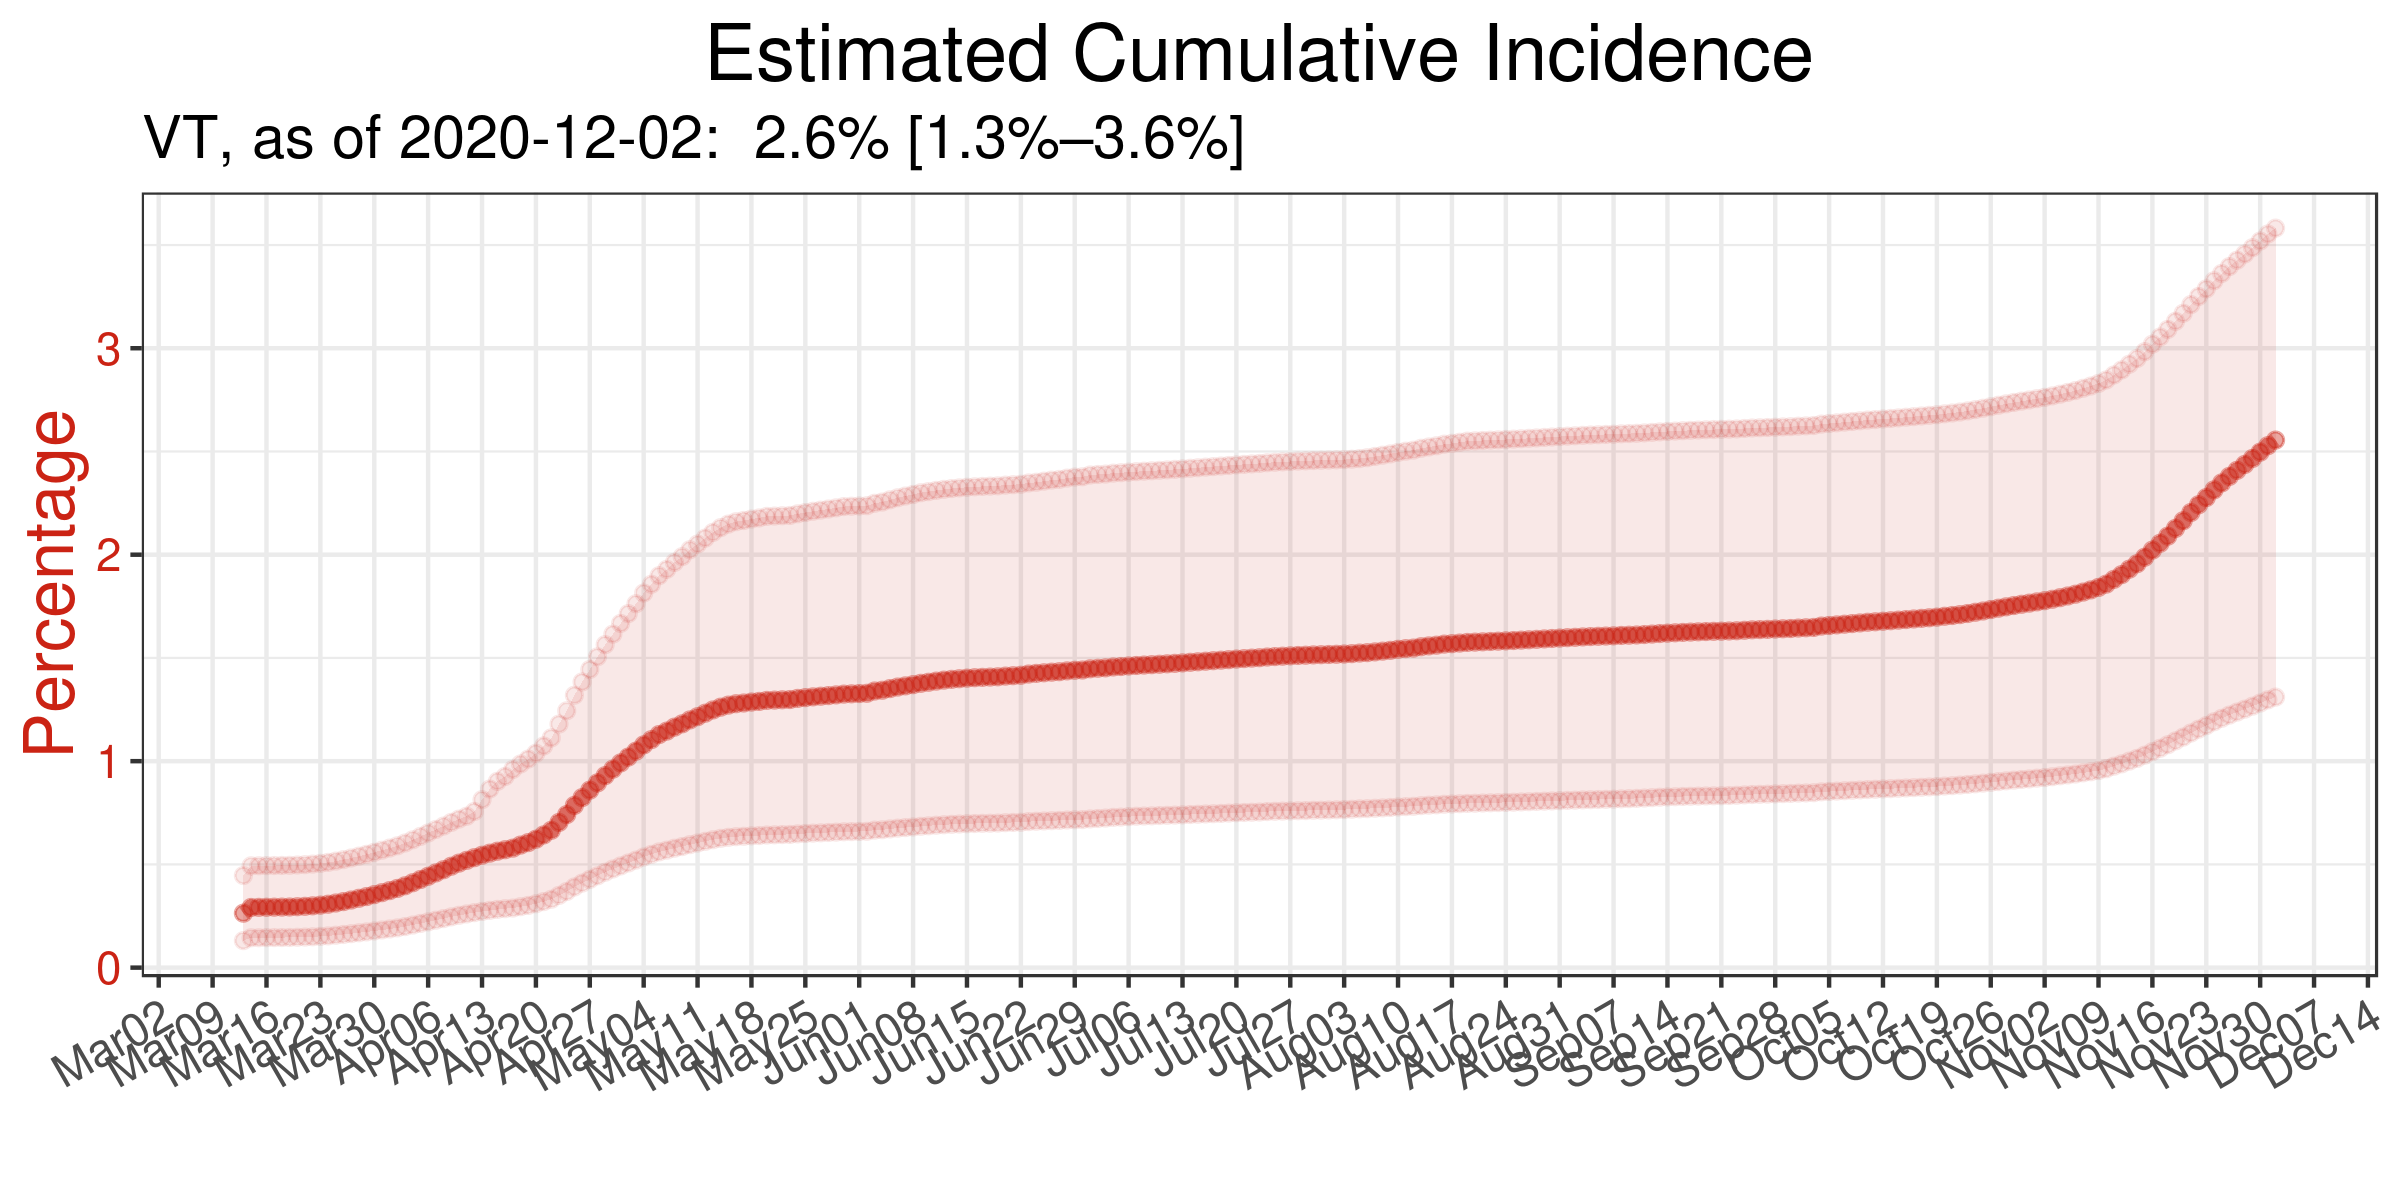 Estimated Cumulative Incidence
VT, as of 2020-12-02:  2.6% [1.3%–3.6%]
Percentage
3
2
1
0
Mar02
Mar09
Mar16
Mar23
Mar30
Apr06
Apr13
Apr20
Apr27
May04
May11
May18
May25
Jun01
Jun08
Jun15
Jun22
Jun29
Jul06
Jul13
Jul20
Jul27
Aug03
Aug10
Aug17
Aug24
Aug31
Sep07
Sep14
Sep21
Sep28
Oct05
Oct12
Oct19
Oct26
Nov02
Nov09
Nov16
Nov23
Nov30
Dec07
Dec14